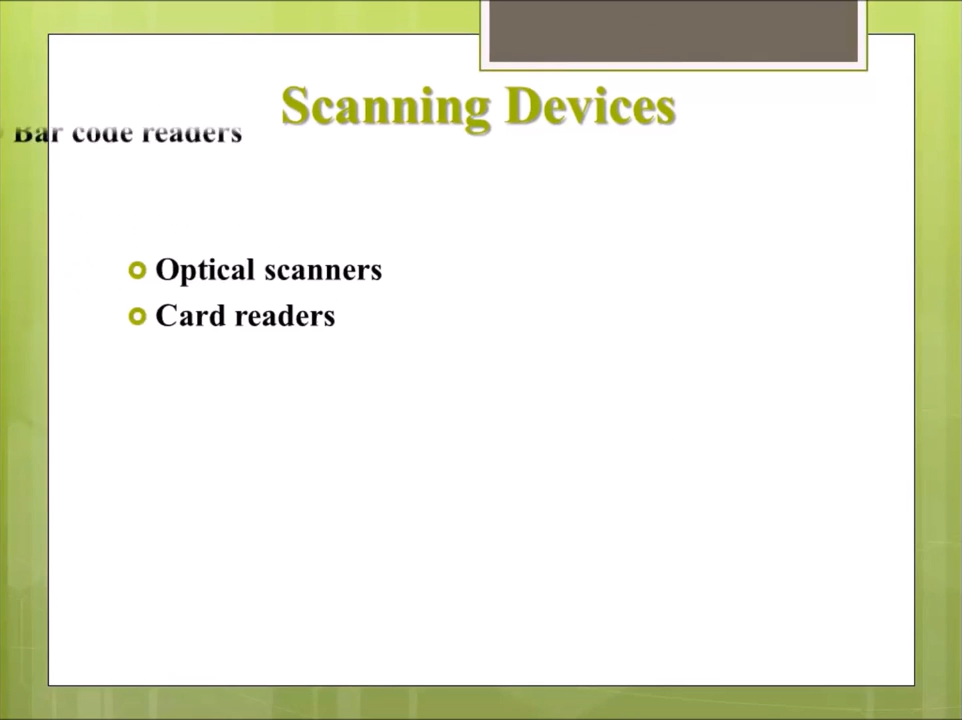 Scanning Devices
Bar code readers
Optical scanners
Card readers